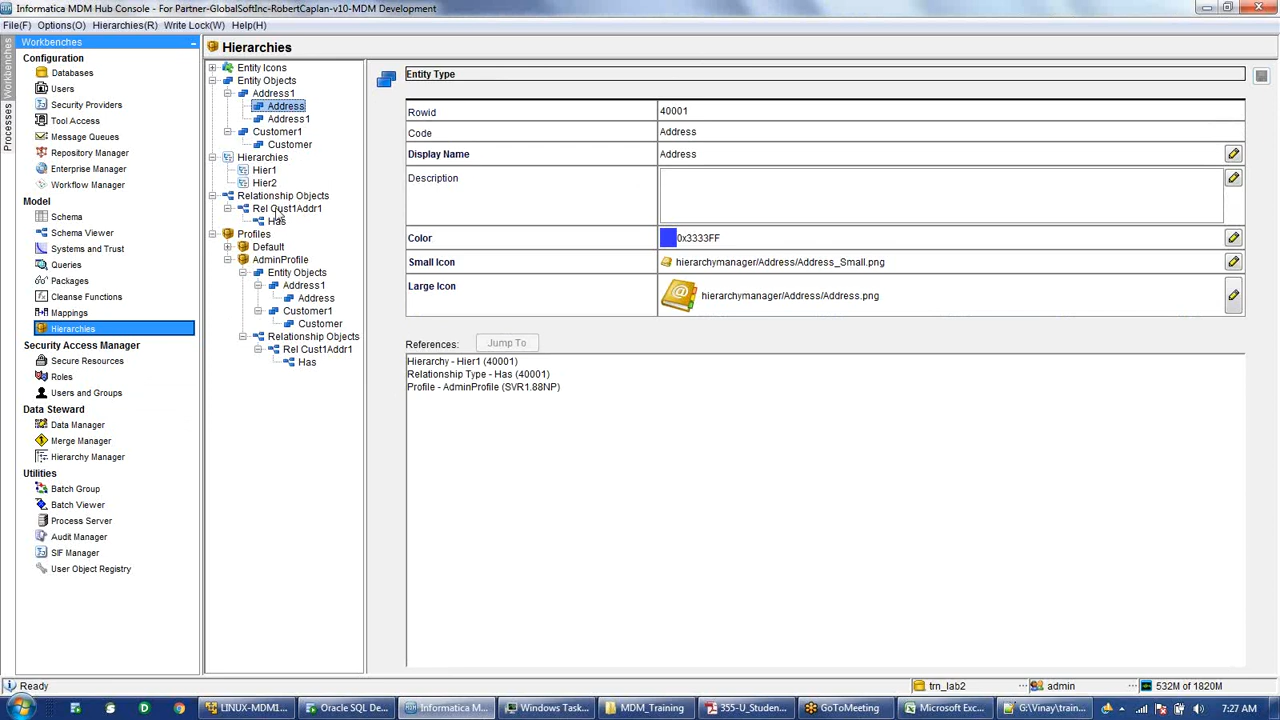 Informatica MDM Hub Console - For Partner-GlobalSoftInc-RobertCaplan-v10-MDM Development
File(F) Options(O) Hierarchies(R) Write Lock(W) Help(H)
Workbenches
Processes
Workbenches
Configuration
Databases
Users
Security Providers
Tool Access
Message Queues
Repository Manager
Enterprise Manager
Workflow Manager
Model
Schema
Schema Viewer
Systems and Trust
Queries
Packages
Cleanse Functions
Mappings
Hierarchies
Security Access Manager
Secure Resources
Roles
Users and Groups
Data Steward
Data Manager
Merge Manager
Hierarchy Manager
Utilities
Batch Group
Batch Viewer
Process Server
Audit Manager
SIF Manager
User Object Registry
Hierarchies
Entity Icons
Entity Objects
Address1
Address
Address1
Customer1
Customer
Hierarchies
Hier1
Hier2
Relationship Objects
Rel Cust1Addr1
Has
Profiles
Default
AdminProfile
Entity Objects
Address1
Address
Customer1
Customer
Relationship Objects
Rel Cust1Addr1
Has
Entity Type
Rowid 40001
Code Address
Display Name Address
Description
Color 0x3333FF
Small Icon hierarchymanager/Address/Address_Small.png
Large Icon hierarchymanager/Address/Address.png
References: Jump To
Hierarchy - Hier1 (40001)
Relationship Type - Has (40001)
Profile - AdminProfile (SVR1.88NP)
Ready trn_lab2 admin 532M of 1820M
LINUX-MDM1... Oracle SQL De... Informatica M... Windows Task... MDM_Training 355-U_Studen... GoToMeeting Microsoft Exc... G:\Vinay\train... 7:27 AM